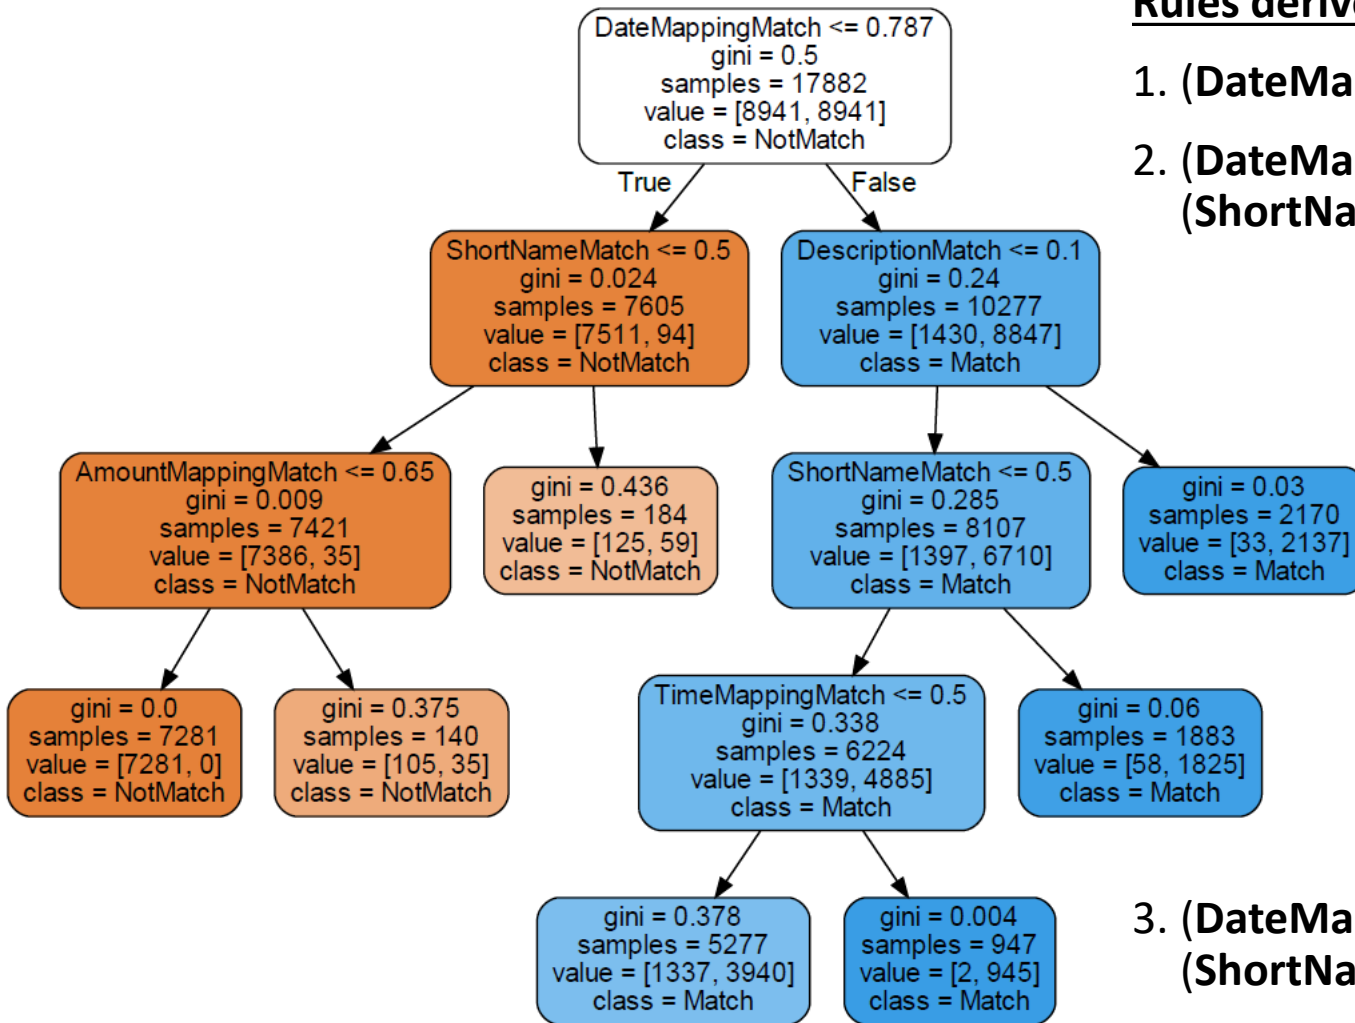 DateMappingMatch <= 0.787
gini = 0.5
samples = 17882
value = [8941, 8941]
class = NotMatch
True
False
ShortNameMatch <= 0.5
gini = 0.024
samples = 7605
value = [7511, 94]
class = NotMatch
DescriptionMatch <= 0.1
gini = 0.24
samples = 10277
value = [1430, 8847]
class = Match
AmountMappingMatch <= 0.65
gini = 0.009
samples = 7421
value = [7386, 35]
class = NotMatch
gini = 0.436
samples = 184
value = [125, 59]
class = NotMatch
ShortNameMatch <= 0.5
gini = 0.285
samples = 8107
value = [1397, 6710]
class = Match
gini = 0.03
samples = 2170
value = [33, 2137]
class = Match
gini = 0.0
samples = 7281
value = [7281, 0]
class = NotMatch
gini = 0.375
samples = 140
value = [105, 35]
class = NotMatch
TimeMappingMatch <= 0.5
gini = 0.338
samples = 6224
value = [1339, 4885]
class = Match
gini = 0.06
samples = 1883
value = [58, 1825]
class = Match
gini = 0.378
samples = 5277
value = [1337, 3940]
class = Match
gini = 0.004
samples = 947
value = [2, 945]
class = Match
Rules
1. (DateMa
2. (DateMa
(ShortNa
3. (DateMa
(ShortNa